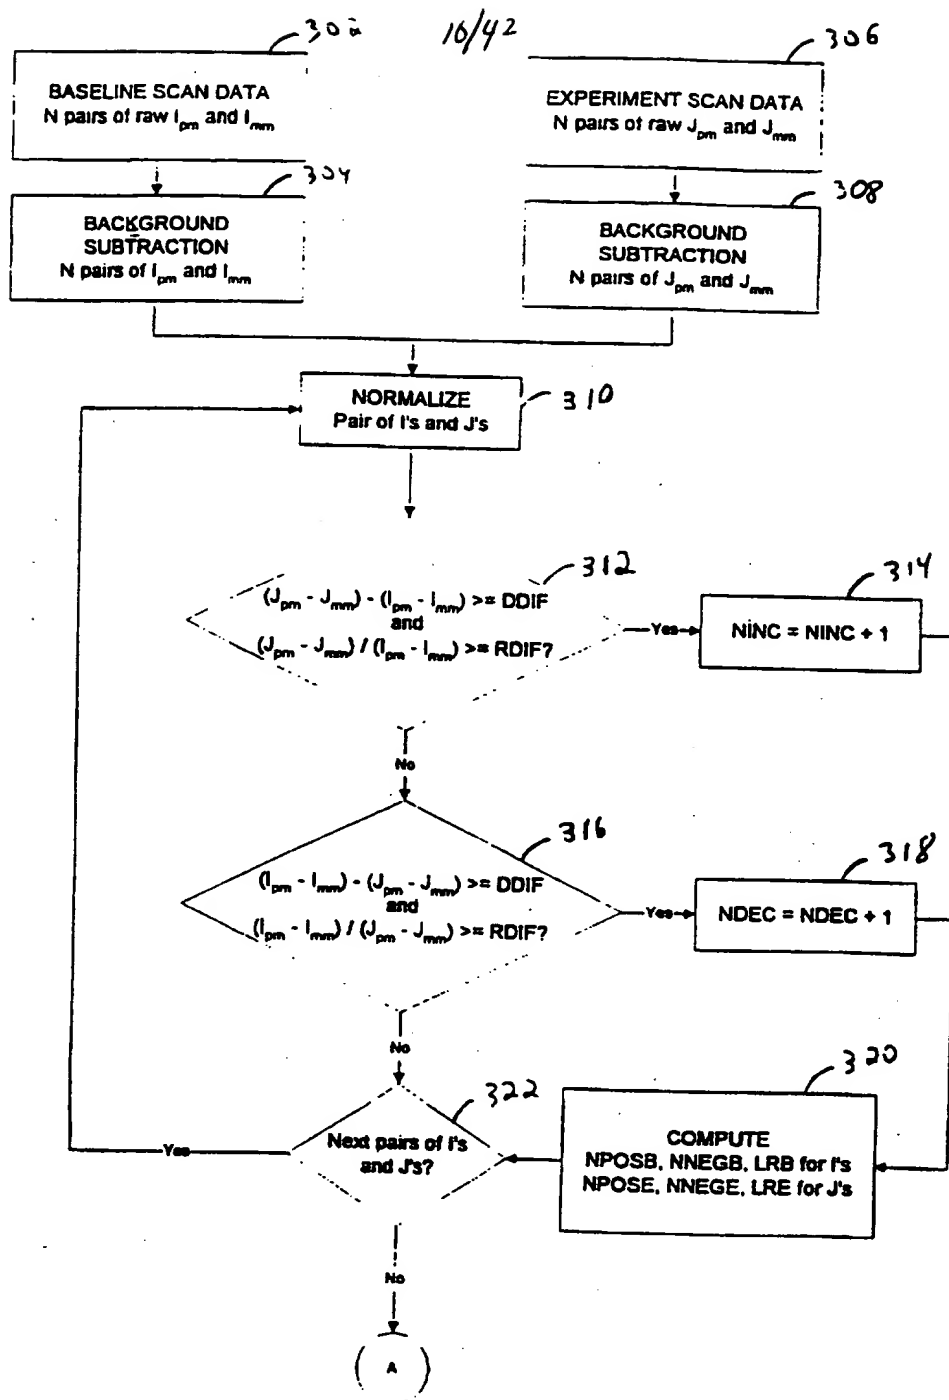 10/42
302
BASELINE SCAN DATA
N pairs of raw Ipm and Imm
306
EXPERIMENT SCAN DATA
N pairs of raw Jpm and Jmm
304
BACKGROUND
SUBTRACTION
N pairs of Ipm and Imm
308
BACKGROUND
SUBTRACTION
N pairs of Jpm and Jmm
NORMALIZE
Pair of I's and J's
310
312
(Jpm - Jmm) - (Ipm - Imm) >= DDIF
and
(Jpm - Jmm) / (Ipm - Imm) >= RDIF?
Yes
314
NINC = NINC + 1
No
316
(Ipm - Imm) - (Jpm - Jmm) >= DDIF
and
(Ipm - Imm) / (Jpm - Jmm) >= RDIF?
Yes
318
NDEC = NDEC + 1
No
322
Next pairs of I's
and J's?
Yes
320
COMPUTE
NPOSB, NNEGB, LRB for I's
NPOSE, NNEGE, LRE for J's
No
A